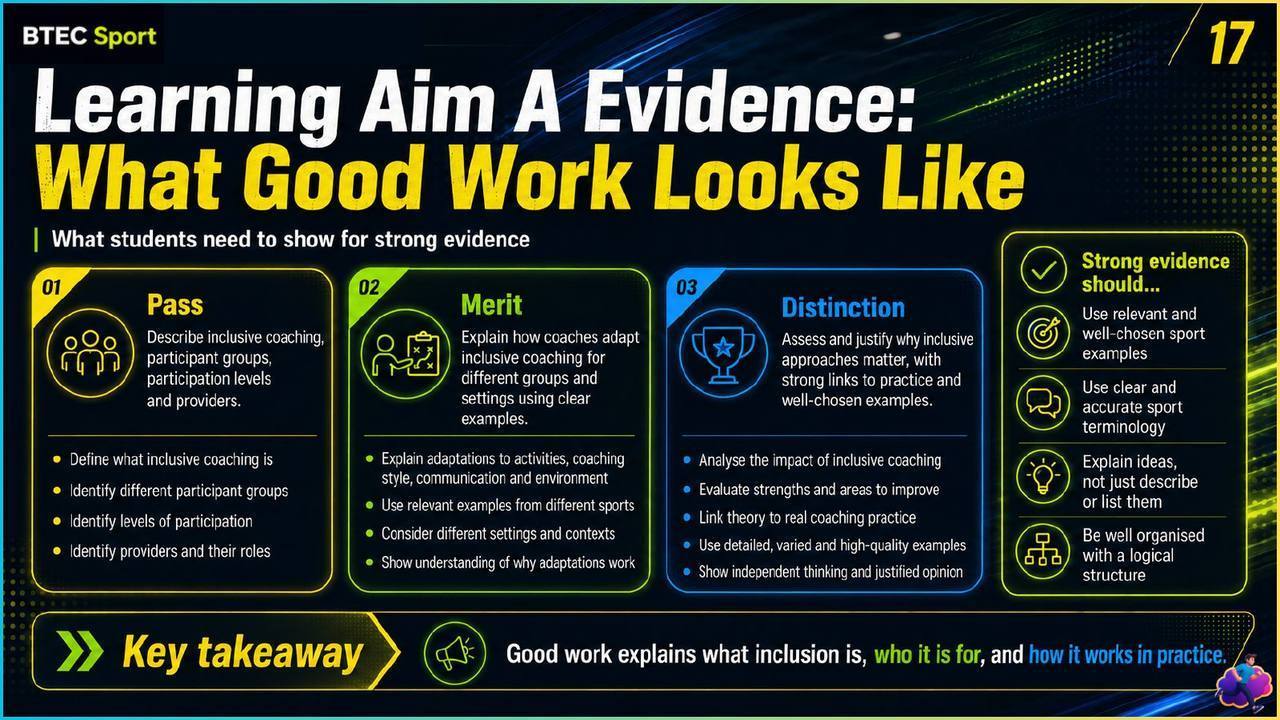 BTEC Sport
17
Learning Aim A Evidence:
What Good Work Looks Like
What students need to show for strong evidence
01
Pass
Describe inclusive coaching,
participant groups,
participation levels
and providers.
Define what inclusive coaching is
Identify different participant groups
Identify levels of participation
Identify providers and their roles
02
Merit
Explain how coaches adapt
inclusive coaching for
different groups and
settings using clear
examples.
Explain adaptations to activities, coaching
style, communication and environment
Use relevant examples from different sports
Consider different settings and contexts
Show understanding of why adaptations work
03
Distinction
Assess and justify why inclusive
approaches matter, with
strong links to practice and
well-chosen examples.
Analyse the impact of inclusive coaching
Evaluate strengths and areas to improve
Link theory to real coaching practice
Use detailed, varied and high-quality examples
Show independent thinking and justified opinion
Strong evidence
should...
Use relevant and
well-chosen sport
examples
Use clear and
accurate sport
terminology
Explain ideas,
not just describe
or list them
Be well organised
with a logical
structure
Key takeaway
Good work explains what inclusion is, who it is for, and how it works in practice.